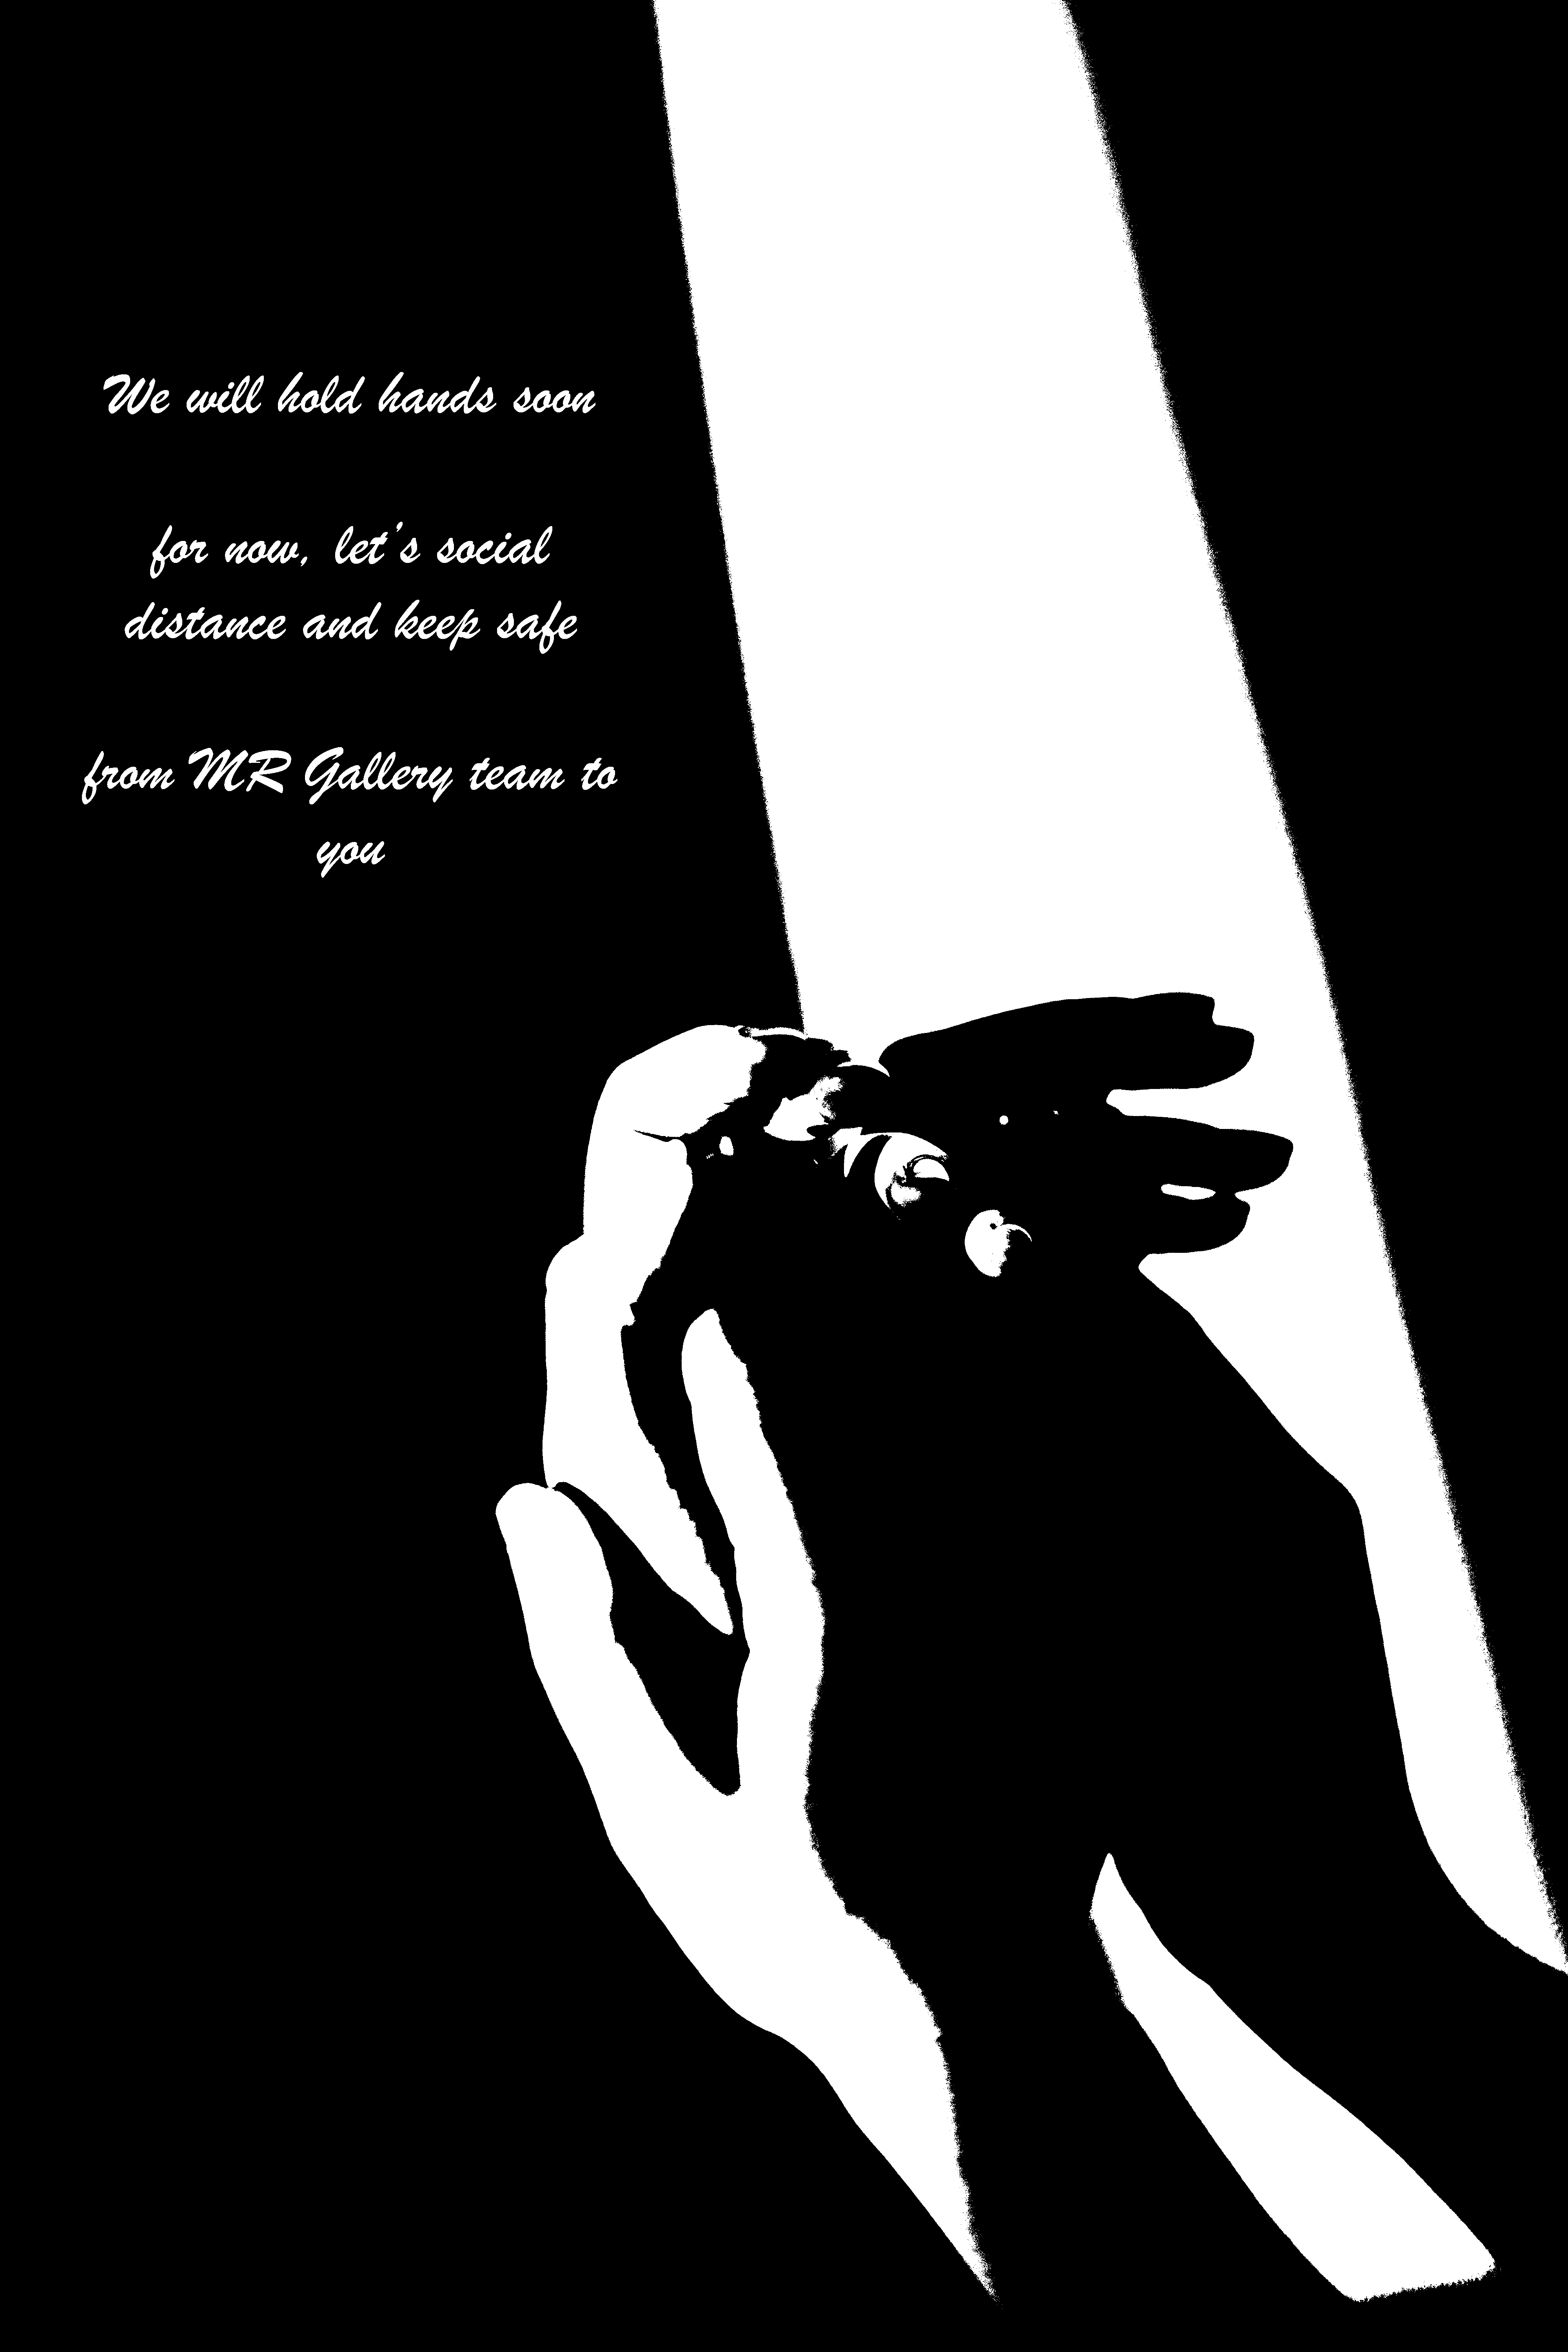 We will hold hands soon
for now, let's social
distance and keep safe
from MR Gallery team to
you